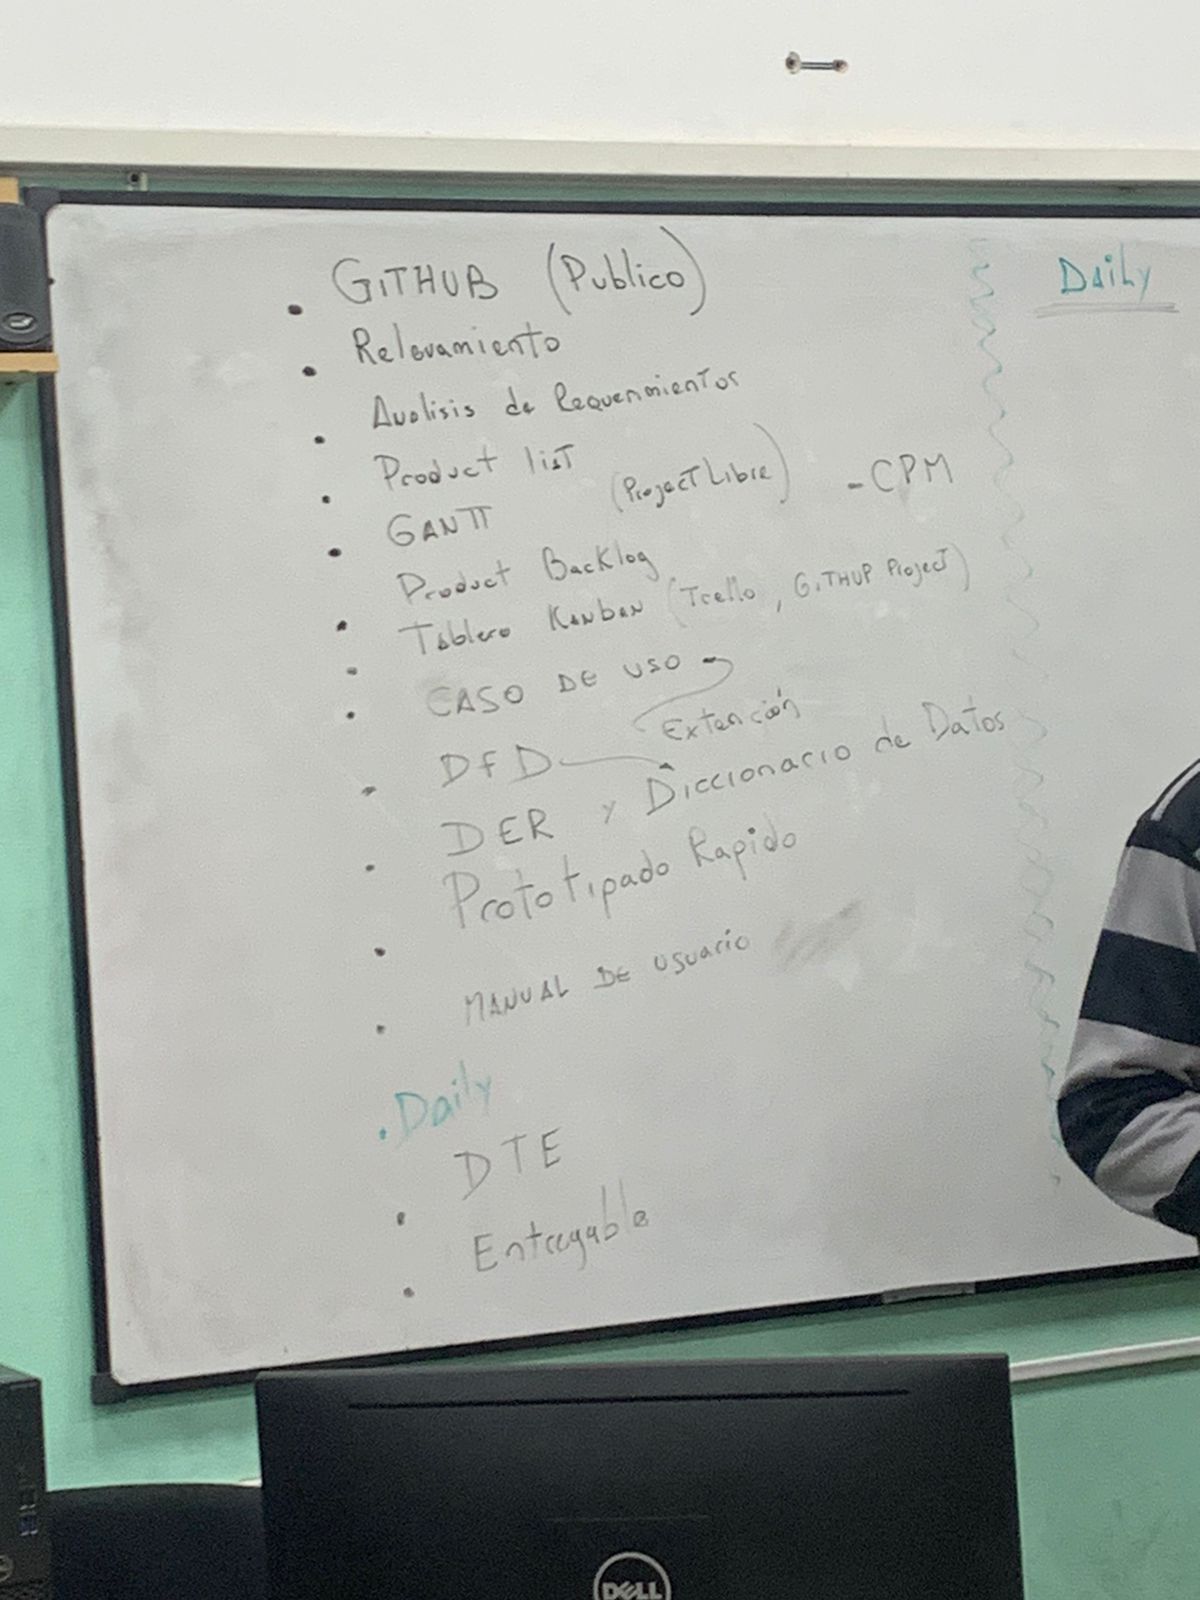 • GITHUB (Publico)
• Relevamiento
• Analisis de Requerimientos
• Product list
• GANTT (Project Libre) - CPM
• Product Backlog
• Tablero Kanban (Trello, GITHUP Project)
• CASO DE USO
Extención
• DFD
• DER y Diccionario de Datos
• Prototipado Rapido
• MANUAL DE usuario
• Daily
• DTE
• Entregable
Daily
DELL